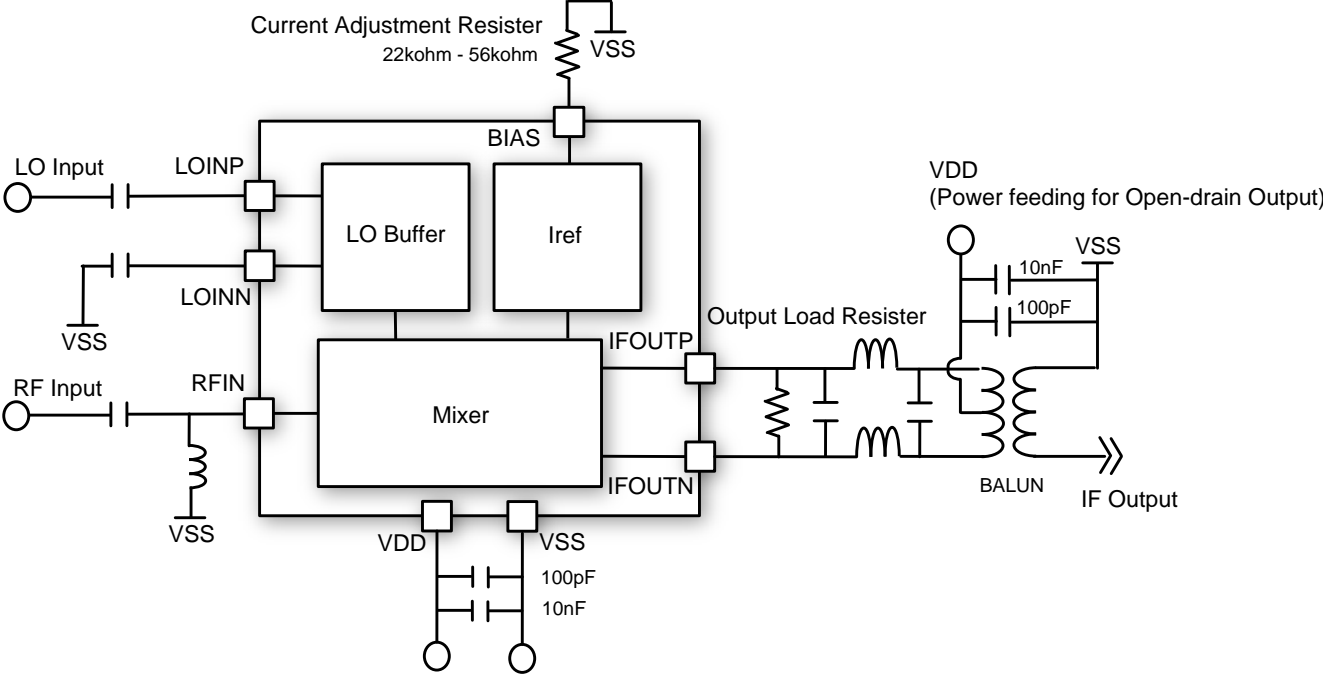 Current Adjustment Resister
22kohm - 56kohm
VSS
BIAS
LO Input
LOINP
LO Buffer
Iref
VDD
(Power feeding for Open-drain Output)
VSS
10nF
100pF
LOINN
VSS
Output Load Resister
IFOUTP
RF Input
RFIN
Mixer
IFOUTN
BALUN
IF Output
VSS
VDD
VSS
100pF
10nF